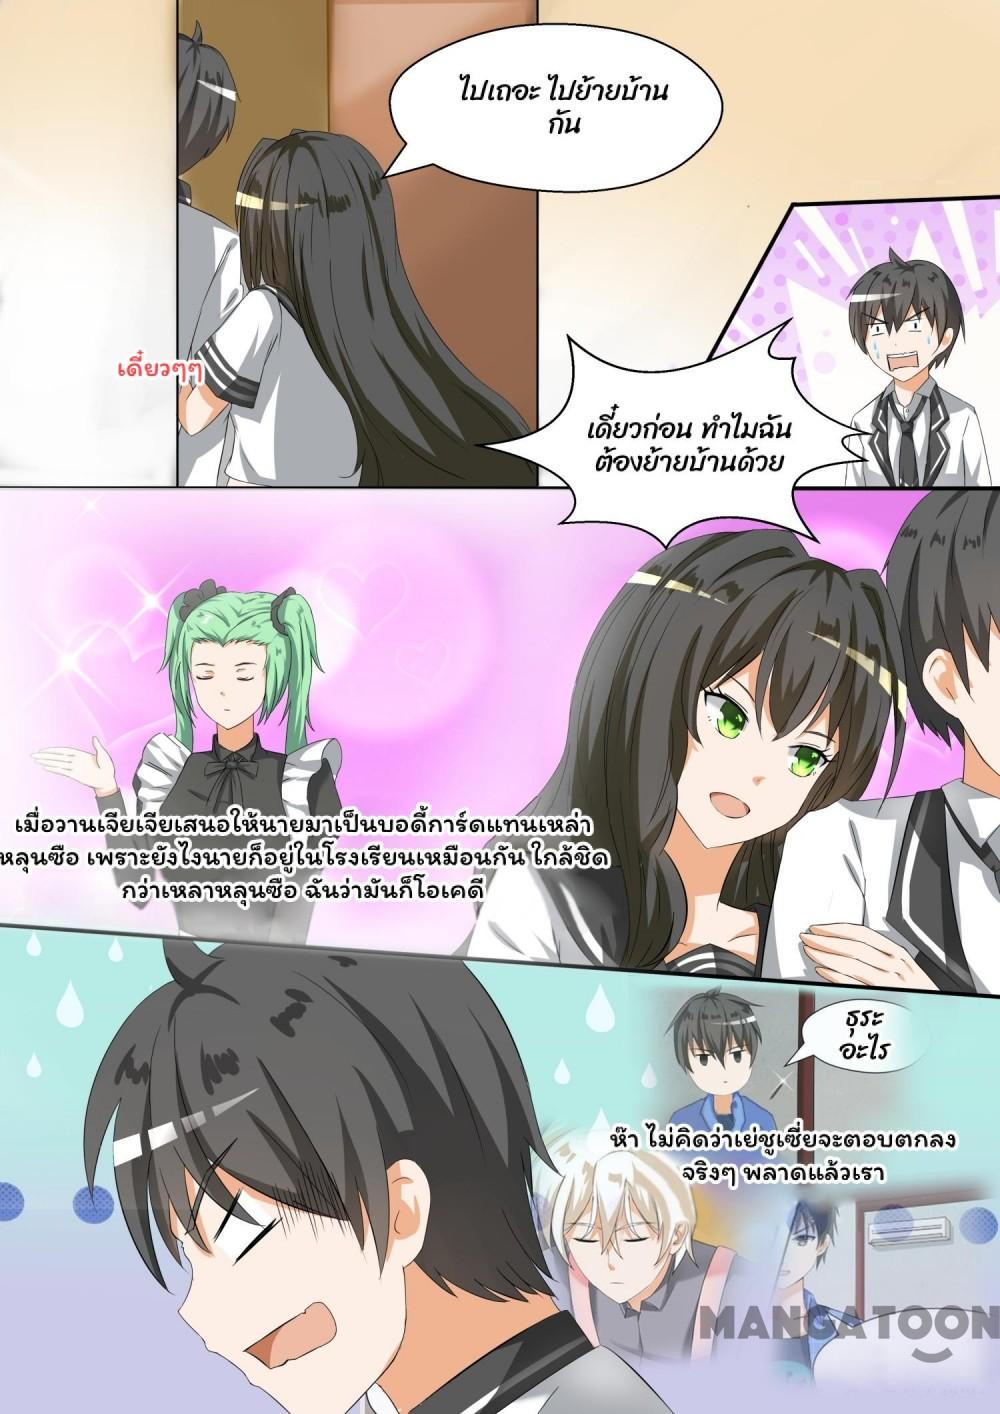 ไปเถอะ ไปย้ายบ้าน
กัน
เดี๋ยวๆๆ
เดี๋ยวก่อน ทำไมฉัน
ต้องย้ายบ้านด้วย
เมื่อวานเจียเจียเสนอให้นายมาเป็นบอดี้การ์ดแทนเหล่า
หลุนซือ เพราะยังไงนายก็อยู่ในโรงเรียนเหมือนกัน ใกล้ชิด
กว่าเหลาหลุนซือ ฉันว่ามันก็โอเคดี
ธุระ
อะไร
ห๊า ไม่คิดว่าเย่ชูเซี่ยจะตอบตกลง
จริงๆ พลาดแล้วเรา
MANGATOON